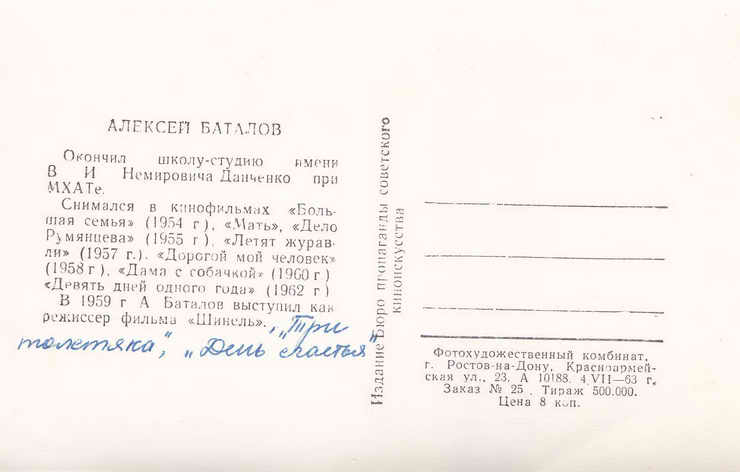 АЛЕКСЕЙ БАТАЛОВ
Окончил школу-студию имени
В И Немировича Данченко при
МХАТе.
Снимался в кинофильмах «Боль-
шая семья» (1954 г), «Мать», «Дело
Румянцева» (1955 г), «Летят журав-
ли» (1957 г.). «Дорогой мой человек»
(1958 г), «Дама с собачкой» (1960 г)
«Девять дней одного года» (1962 г)
В 1959 г А Баталов выступил как
режиссер фильма «Шинель».
, "Три
толстяка", "День счастья"
Издание Бюро пропаганды советского
киноискусства
Фотохудожественный комбинат,
г. Ростов-на-Дону, Красноармей-
ская ул., 23. А 10188. 4 VII—63 г.
Заказ № 25 . Тираж 500.000.
Цена 8 коп.